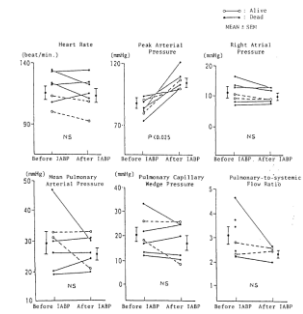 : Alive
: Dead
MEAN ± SEM
Heart Rate
(beat/min.)
140
90
NS
Before IABP After IABP
Peak Arterial
Pressure
(mmHg)
120
70
P<0.025
Before IABP After IABP
Right Atrial
Pressure
(mmHg)
20
10
0
NS
Before IABP After IABP
Mean Pulmonary
Arterial Pressure
(mmHg)
50
40
30
20
10
NS
Before IABP After IABP
Pulmonary Capillary
Wedge Pressure
(mmHg)
40
30
20
10
0
NS
Before IABP After IABP
Pulmonary-to-systemic
Flow Ratio
5
4
3
2
1
NS
Before IABP After IABP